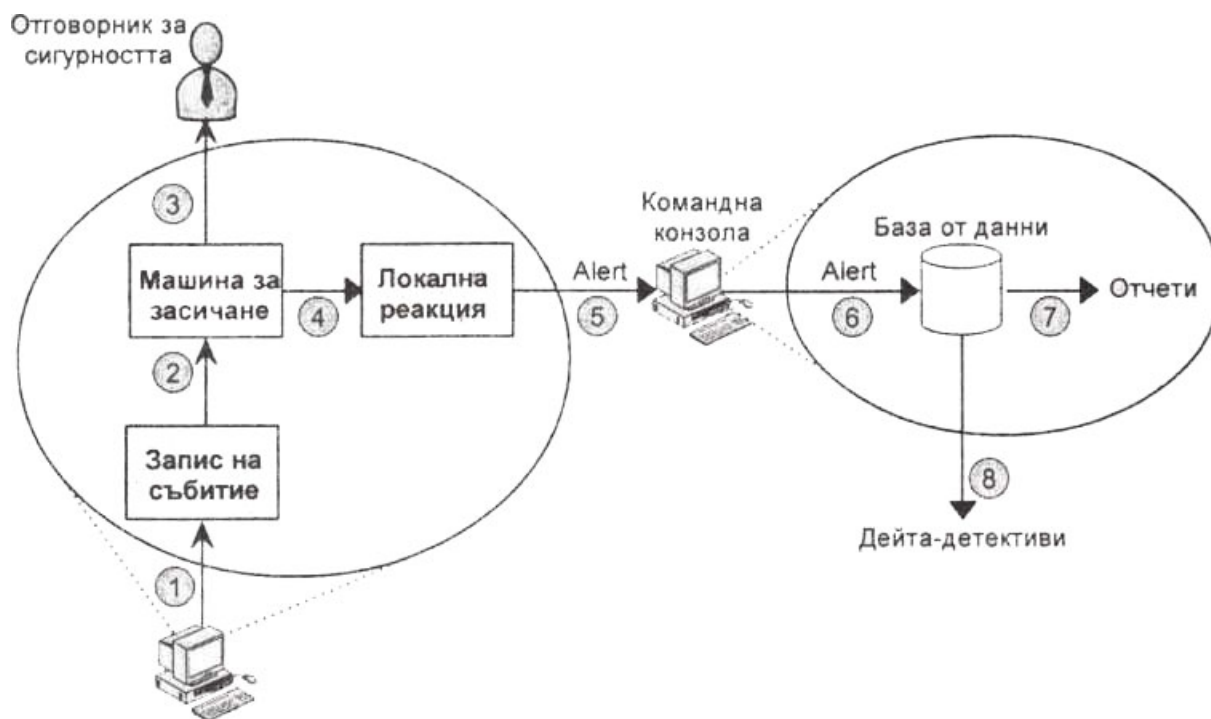 Отговорник за
сигурността
3
Командна
конзола
База от данни
Машина за
засичане
4
Локална
реакция
Alert
5
Alert
6
7
Отчети
2
Запис на
събитие
8
Дейта-детективи
1